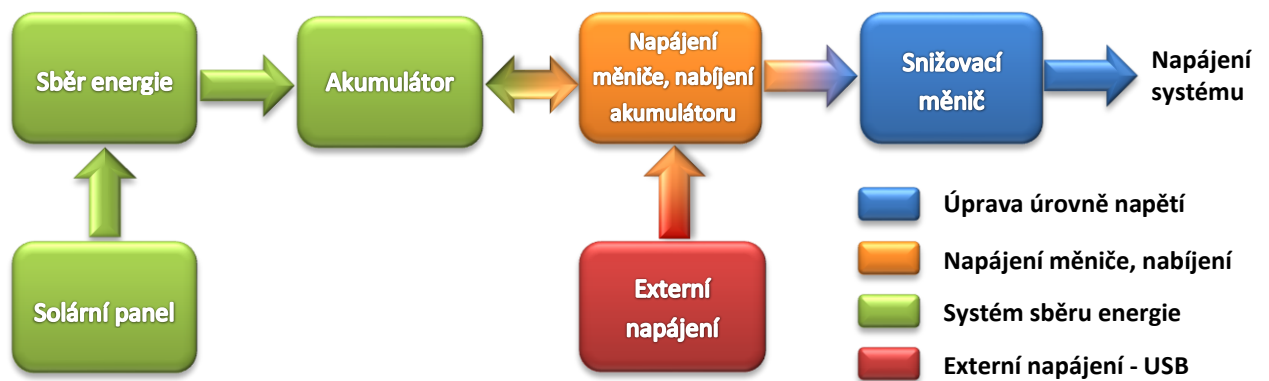 Sběr energie
Akumulátor
Napájení
měniče, nabíjení
akumulátoru
Snižovací
měnič
Napájení
systému
Solární panel
Externí
napájení
Úprava úrovně napětí
Napájení měniče, nabíjení
Systém sběru energie
Externí napájení - USB